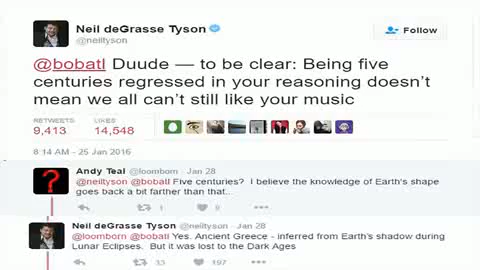 Neil deGrasse Tyson
@neiltyson
Follow
@bobatl Duude — to be clear: Being five
centuries regressed in your reasoning doesn't
mean we all can't still like your music
RETWEETS LIKES
9,413 14,548
8:14 AM - 25 Jan 2016
Andy Teal @loomborn · Jan 28
@neiltyson @bobatl Five centuries? I believe the knowledge of Earth's shape
goes back a bit farther than that...
1 9
Neil deGrasse Tyson @neiltyson · Jan 28
@loomborn @bobatl Yes. Ancient Greece - inferred from Earth's shadow during
Lunar Eclipses. But it was lost to the Dark Ages
33 197